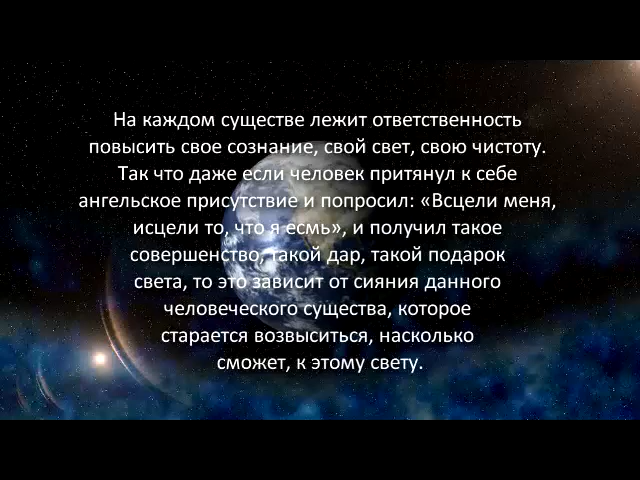 На каждом существе лежит ответственность
повысить свое сознание, свой свет, свою чистоту.
Так что даже если человек притянул к себе
ангельское присутствие и попросил: «Всцели меня,
исцели то, что я есмь», и получил такое
совершенство, такой дар, такой подарок
света, то это зависит от сияния данного
человеческого существа, которое
старается возвыситься, насколько
сможет, к этому свету.